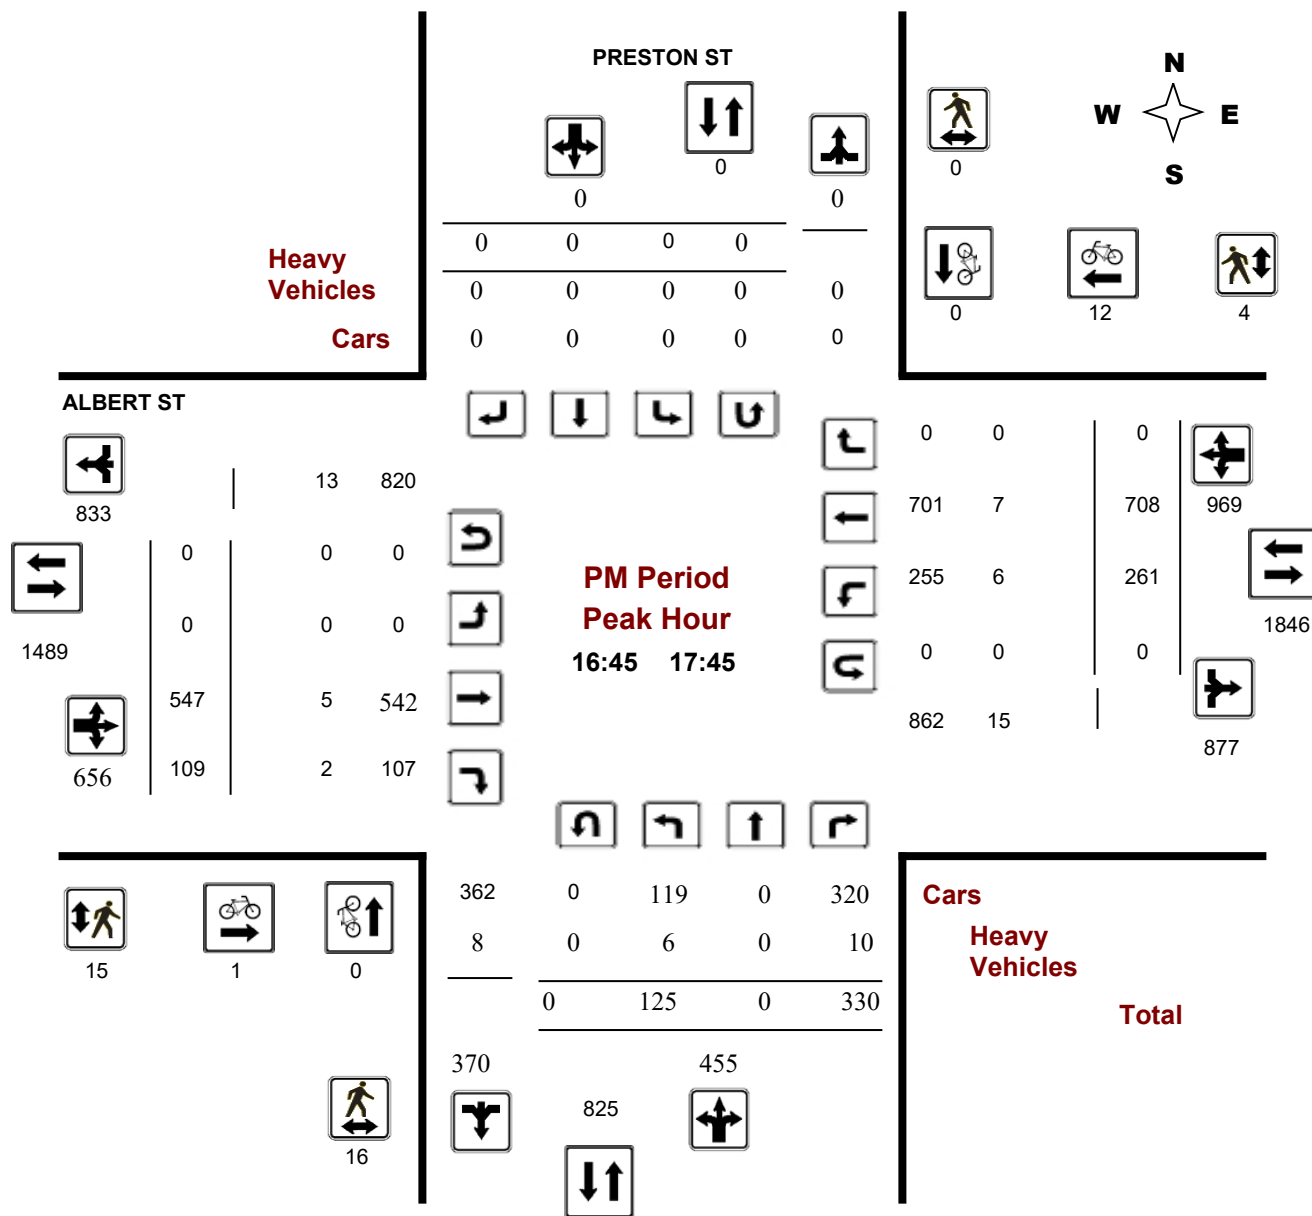 PRESTON ST
N
W E
S
0
0
0
0
0 0 0 0
0 12 4
Heavy
Vehicles
0 0 0 0 0
Cars
0 0 0 0 0
ALBERT ST
0 0 0
833
13 820
701 7 708 969
0 0 0
PM Period
255 6 261
0 0 0
Peak Hour
1846
1489
16:45 17:45
0 0 0
547 5 542
862 15
877
656
109 2 107
362 0 119 0 320
Cars
8 0 6 0 10
Heavy
Vehicles
15 1 0
0 125 0 330
Total
370 455
825
16